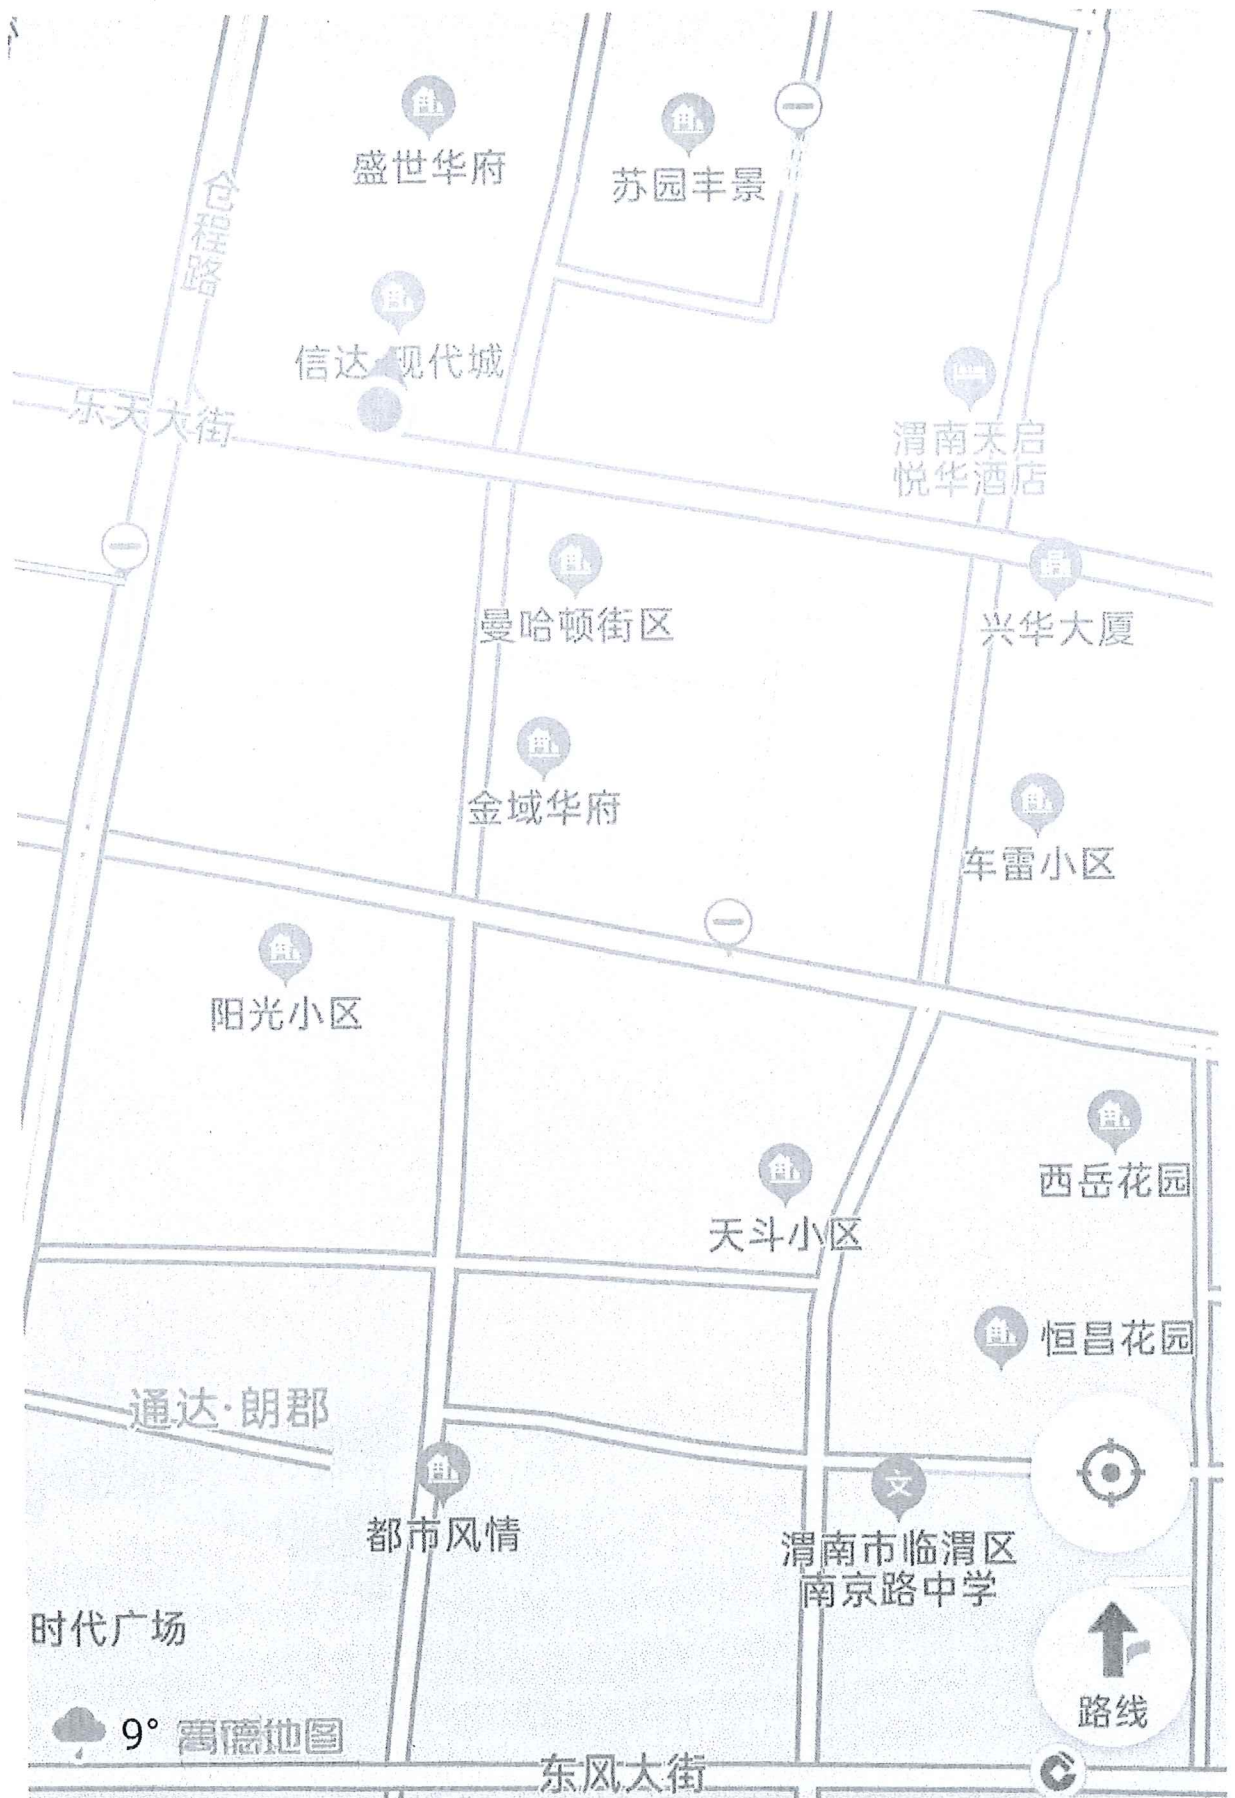 盛世华府
苏园丰景
仓程路
信达·现代城
乐天大街
渭南天启
悦华酒店
曼哈顿街区
兴华大厦
金域华府
车雷小区
阳光小区
西岳花园
天斗小区
恒昌花园
通达·朗郡
都市风情
文
渭南市临渭区
南京路中学
时代广场
路线
9° 高德地图
东风大街